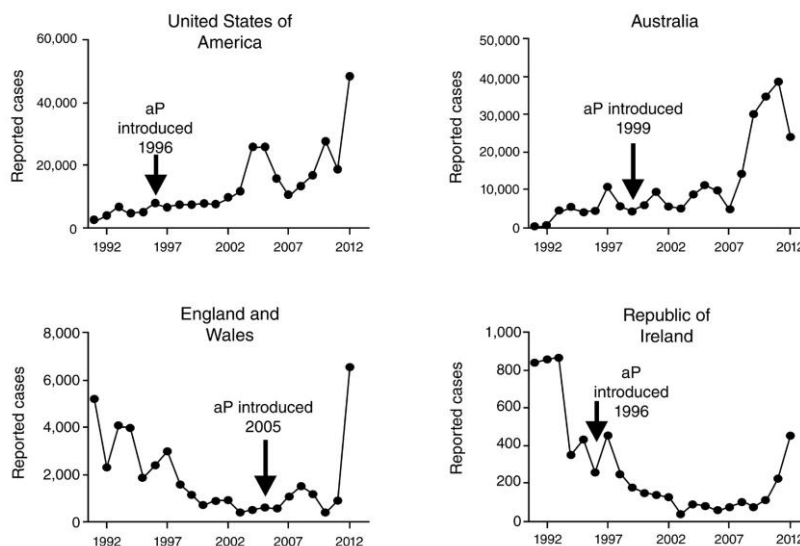 United States of
America
Reported cases
60,000
40,000
20,000
0
aP
introduced
1996
1992
1997
2002
2007
2012
Australia
Reported cases
50,000
40,000
30,000
20,000
10,000
0
aP introduced
1999
1992
1997
2002
2007
2012
England and
Wales
Reported cases
8,000
6,000
4,000
2,000
0
aP introduced
2005
1992
1997
2002
2007
2012
Republic of
Ireland
Reported cases
1,000
800
600
400
200
0
aP
introduced
1996
1992
1997
2002
2007
2012